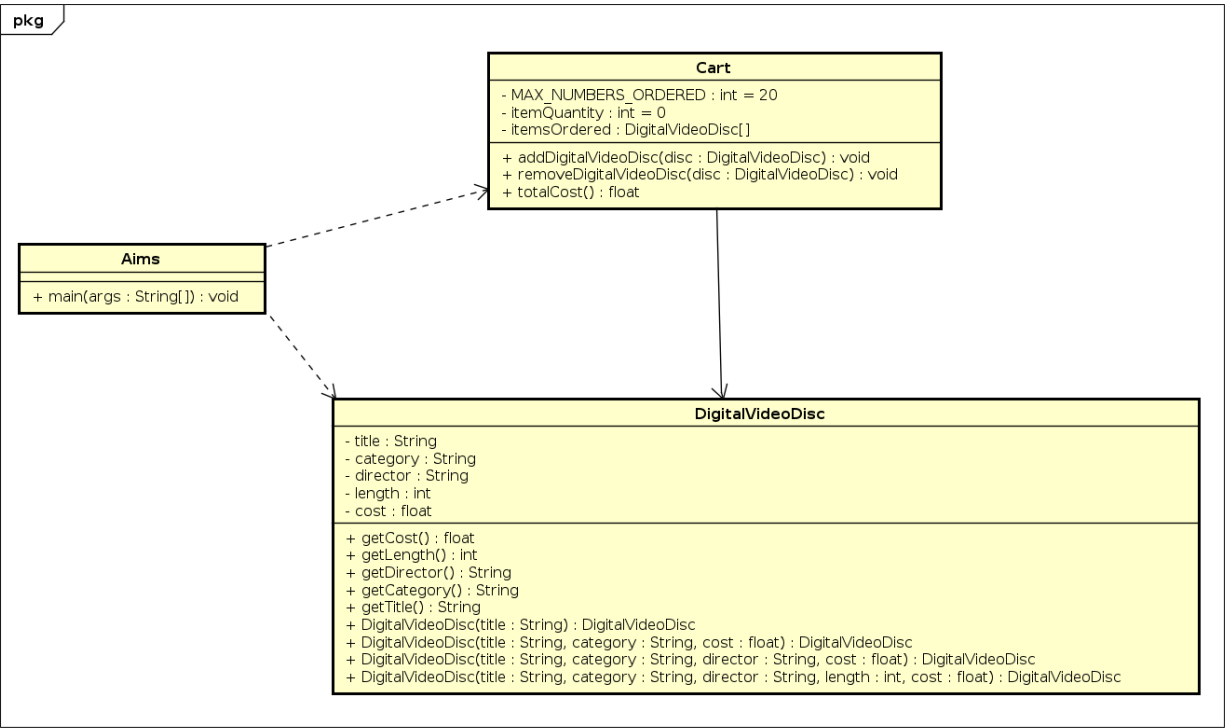 pkg
Cart
- MAX_NUMBERS_ORDERED : int = 20
- itemQuantity : int = 0
- itemsOrdered : DigitalVideoDisc[]
+ addDigitalVideoDisc(disc : DigitalVideoDisc) : void
+ removeDigitalVideoDisc(disc : DigitalVideoDisc) : void
+ totalCost() : float
Aims
+ main(args : String[]) : void
DigitalVideoDisc
- title : String
- category : String
- director : String
- length : int
- cost : float
+ getCost() : float
+ getLength() : int
+ getDirector() : String
+ getCategory() : String
+ getTitle() : String
+ DigitalVideoDisc(title : String) : DigitalVideoDisc
+ DigitalVideoDisc(title : String, category : String, cost : float) : DigitalVideoDisc
+ DigitalVideoDisc(title : String, category : String, director : String, cost : float) : DigitalVideoDisc
+ DigitalVideoDisc(title : String, category : String, director : String, length : int, cost : float) : DigitalVideoDisc